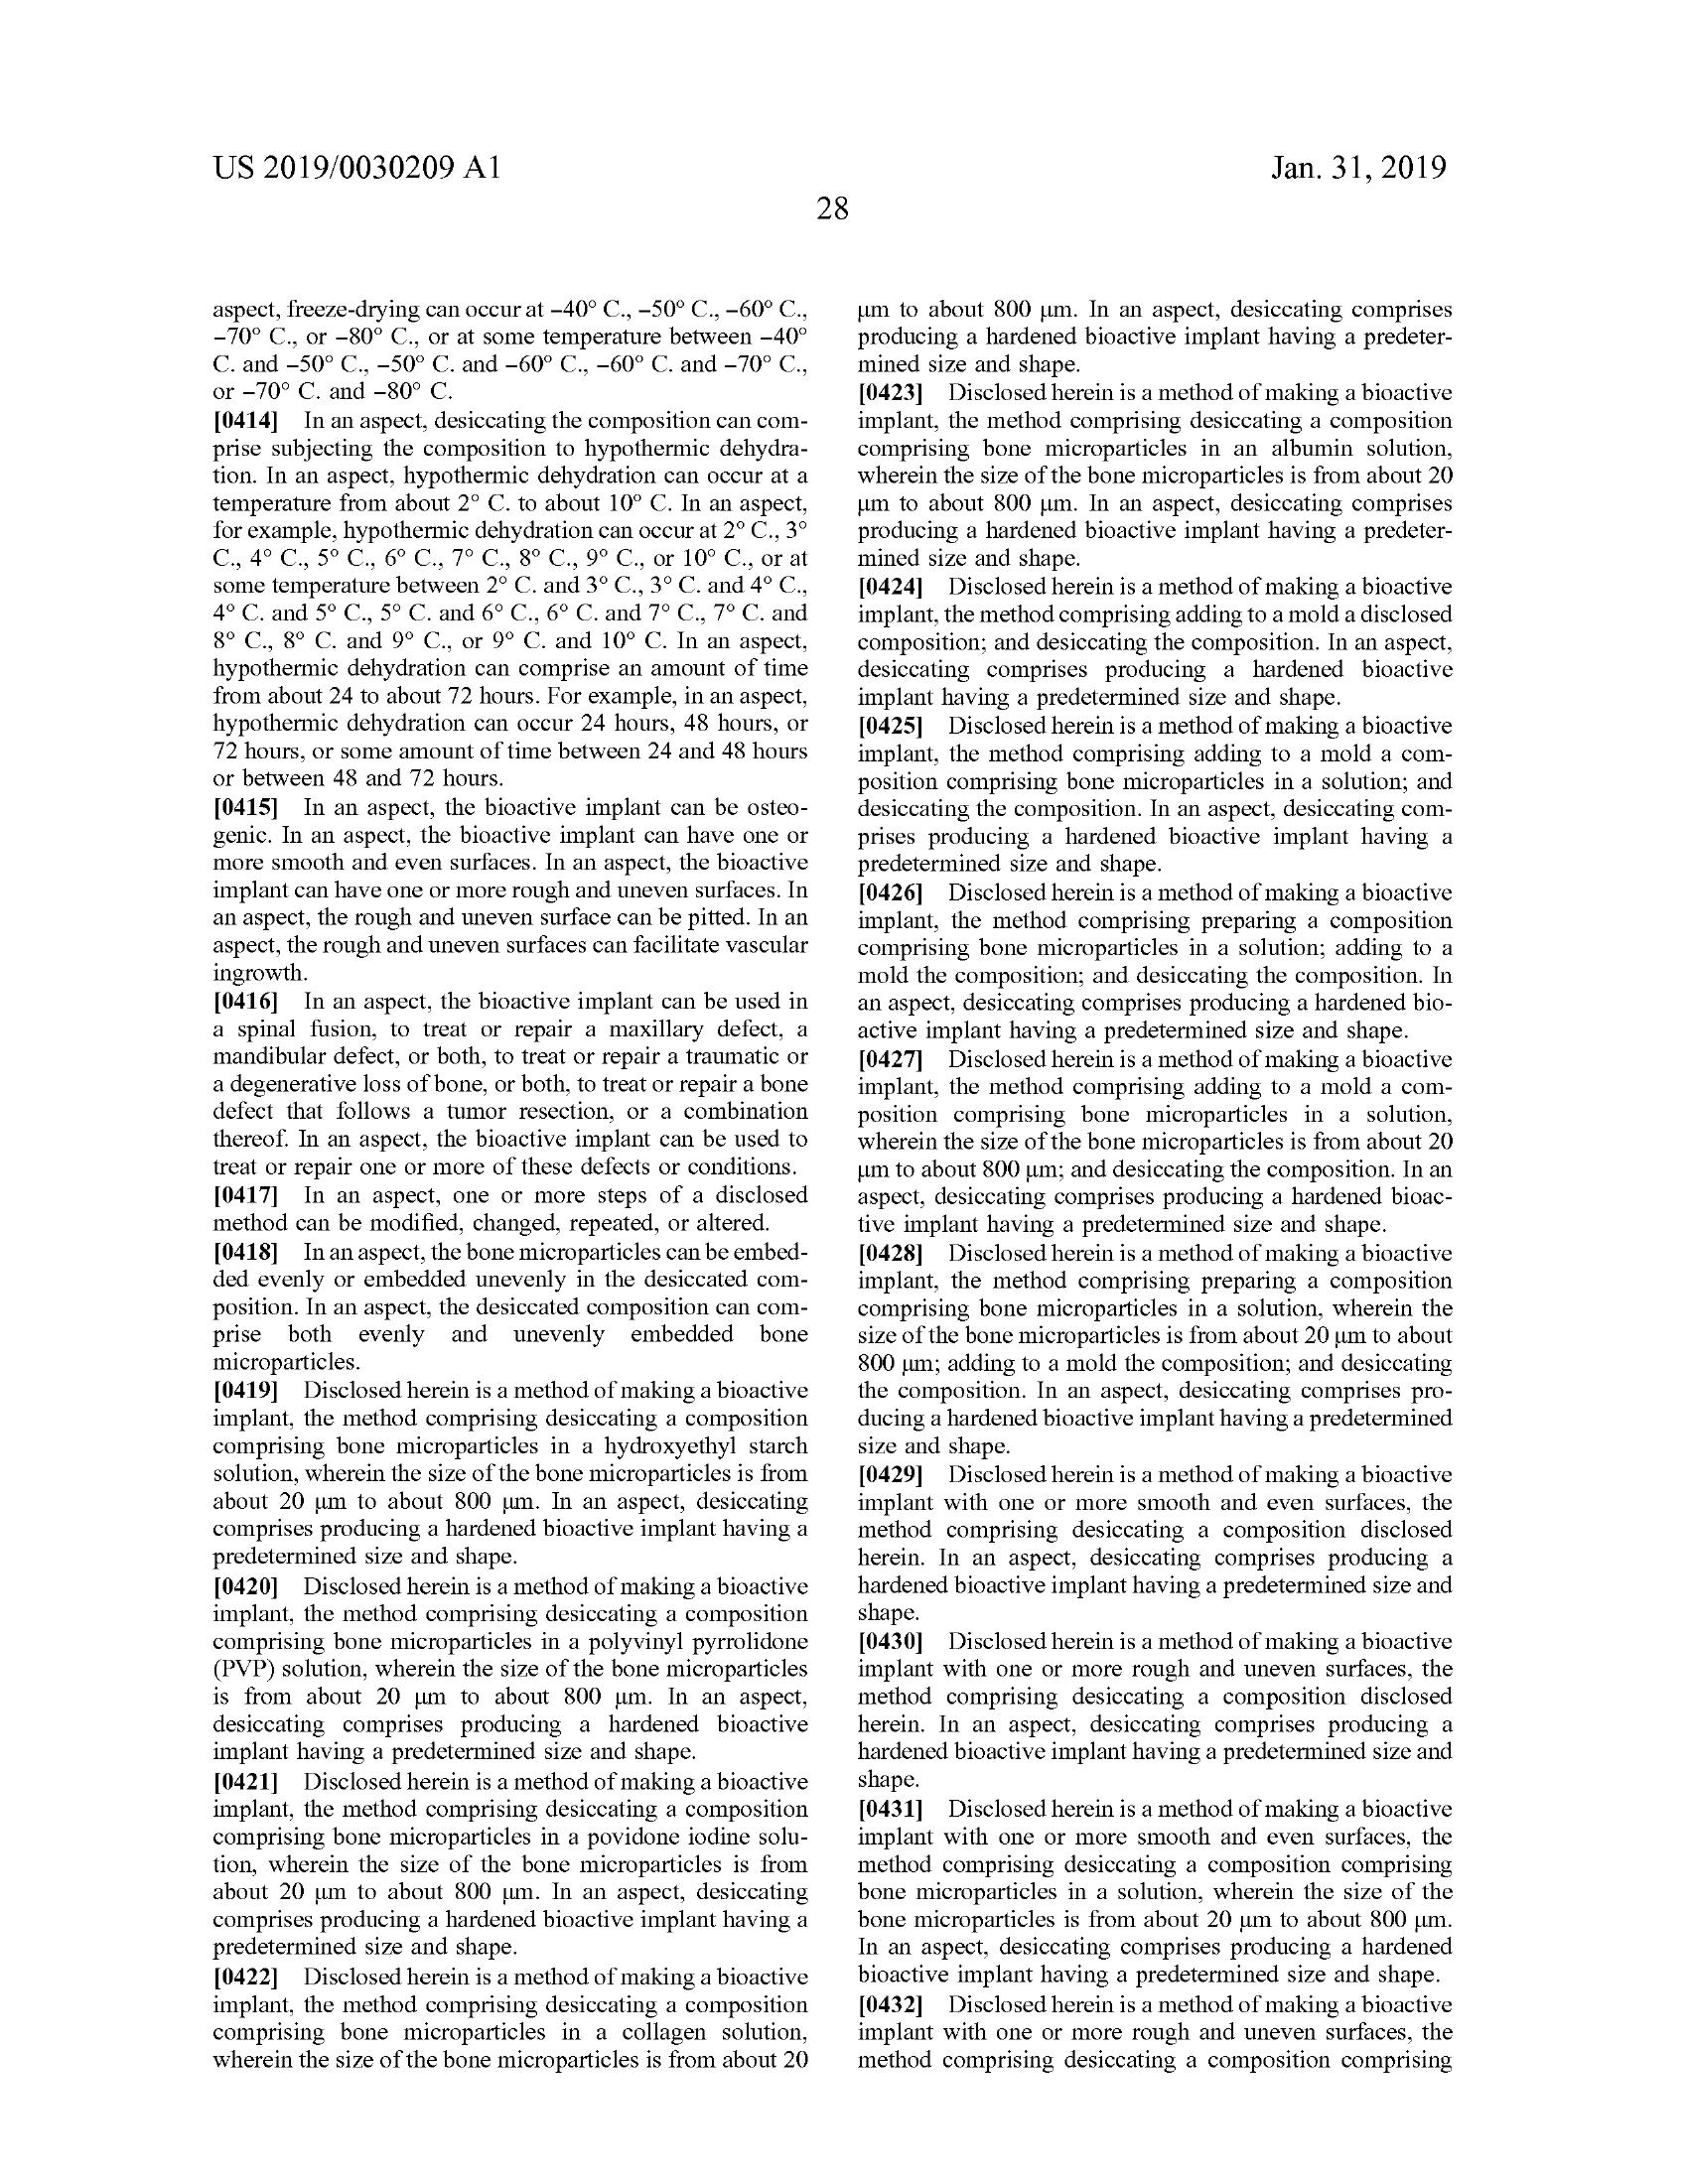 US 2019/0030209 A1
Jan. 31, 2019
28
aspect, freeze-drying can occur at −40° C., −50° C., −60° C.,
−70° C., or −80° C., or at some temperature between −40°
C. and −50° C., −50° C. and −60° C., −60° C. and −70° C.,
or −70° C. and −80° C.
[0414] In an aspect, desiccating the composition can com-
prise subjecting the composition to hypothermic dehydra-
tion. In an aspect, hypothermic dehydration can occur at a
temperature from about 2° C. to about 10° C. In an aspect,
for example, hypothermic dehydration can occur at 2° C., 3°
C., 4° C., 5° C., 6° C., 7° C., 8° C., 9° C., or 10° C., or at
some temperature between 2° C. and 3° C., 3° C. and 4° C.,
4° C. and 5° C., 5° C. and 6° C., 6° C. and 7° C., 7° C. and
8° C., 8° C. and 9° C., or 9° C. and 10° C. In an aspect,
hypothermic dehydration can comprise an amount of time
from about 24 to about 72 hours. For example, in an aspect,
hypothermic dehydration can occur 24 hours, 48 hours, or
72 hours, or some amount of time between 24 and 48 hours
or between 48 and 72 hours.
[0415] In an aspect, the bioactive implant can be osteo-
genic. In an aspect, the bioactive implant can have one or
more smooth and even surfaces. In an aspect, the bioactive
implant can have one or more rough and uneven surfaces. In
an aspect, the rough and uneven surface can be pitted. In an
aspect, the rough and uneven surfaces can facilitate vascular
ingrowth.
[0416] In an aspect, the bioactive implant can be used in
a spinal fusion, to treat or repair a maxillary defect, a
mandibular defect, or both, to treat or repair a traumatic or
a degenerative loss of bone, or both, to treat or repair a bone
defect that follows a tumor resection, or a combination
thereof. In an aspect, the bioactive implant can be used to
treat or repair one or more of these defects or conditions.
[0417] In an aspect, one or more steps of a disclosed
method can be modified, changed, repeated, or altered.
[0418] In an aspect, the bone microparticles can be embed-
ded evenly or embedded unevenly in the desiccated com-
position. In an aspect, the desiccated composition can com-
prise both evenly and unevenly embedded bone
microparticles.
[0419] Disclosed herein is a method of making a bioactive
implant, the method comprising desiccating a composition
comprising bone microparticles in a hydroxyethyl starch
solution, wherein the size of the bone microparticles is from
about 20 µm to about 800 µm. In an aspect, desiccating
comprises producing a hardened bioactive implant having a
predetermined size and shape.
[0420] Disclosed herein is a method of making a bioactive
implant, the method comprising desiccating a composition
comprising bone microparticles in a polyvinyl pyrrolidone
(PVP) solution, wherein the size of the bone microparticles
is from about 20 µm to about 800 µm. In an aspect,
desiccating comprises producing a hardened bioactive
implant having a predetermined size and shape.
[0421] Disclosed herein is a method of making a bioactive
implant, the method comprising desiccating a composition
comprising bone microparticles in a povidone iodine solu-
tion, wherein the size of the bone microparticles is from
about 20 µm to about 800 µm. In an aspect, desiccating
comprises producing a hardened bioactive implant having a
predetermined size and shape.
[0422] Disclosed herein is a method of making a bioactive
implant, the method comprising desiccating a composition
comprising bone microparticles in a collagen solution,
wherein the size of the bone microparticles is from about 20
µm to about 800 µm. In an aspect, desiccating comprises
producing a hardened bioactive implant having a predeter-
mined size and shape.
[0423] Disclosed herein is a method of making a bioactive
implant, the method comprising desiccating a composition
comprising bone microparticles in an albumin solution,
wherein the size of the bone microparticles is from about 20
µm to about 800 µm. In an aspect, desiccating comprises
producing a hardened bioactive implant having a predeter-
mined size and shape.
[0424] Disclosed herein is a method of making a bioactive
implant, the method comprising adding to a mold a disclosed
composition; and desiccating the composition. In an aspect,
desiccating comprises producing a hardened bioactive
implant having a predetermined size and shape.
[0425] Disclosed herein is a method of making a bioactive
implant, the method comprising adding to a mold a com-
position comprising bone microparticles in a solution; and
desiccating the composition. In an aspect, desiccating com-
prises producing a hardened bioactive implant having a
predetermined size and shape.
[0426] Disclosed herein is a method of making a bioactive
implant, the method comprising preparing a composition
comprising bone microparticles in a solution; adding to a
mold the composition; and desiccating the composition. In
an aspect, desiccating comprises producing a hardened bio-
active implant having a predetermined size and shape.
[0427] Disclosed herein is a method of making a bioactive
implant, the method comprising adding to a mold a com-
position comprising bone microparticles in a solution,
wherein the size of the bone microparticles is from about 20
µm to about 800 µm; and desiccating the composition. In an
aspect, desiccating comprises producing a hardened bioac-
tive implant having a predetermined size and shape.
[0428] Disclosed herein is a method of making a bioactive
implant, the method comprising preparing a composition
comprising bone microparticles in a solution, wherein the
size of the bone microparticles is from about 20 µm to about
800 µm; adding to a mold the composition; and desiccating
the composition. In an aspect, desiccating comprises pro-
ducing a hardened bioactive implant having a predetermined
size and shape.
[0429] Disclosed herein is a method of making a bioactive
implant with one or more smooth and even surfaces, the
method comprising desiccating a composition disclosed
herein. In an aspect, desiccating comprises producing a
hardened bioactive implant having a predetermined size and
shape.
[0430] Disclosed herein is a method of making a bioactive
implant with one or more rough and uneven surfaces, the
method comprising desiccating a composition disclosed
herein. In an aspect, desiccating comprises producing a
hardened bioactive implant having a predetermined size and
shape.
[0431] Disclosed herein is a method of making a bioactive
implant with one or more smooth and even surfaces, the
method comprising desiccating a composition comprising
bone microparticles in a solution, wherein the size of the
bone microparticles is from about 20 µm to about 800 µm.
In an aspect, desiccating comprises producing a hardened
bioactive implant having a predetermined size and shape.
[0432] Disclosed herein is a method of making a bioactive
implant with one or more rough and uneven surfaces, the
method comprising desiccating a composition comprising